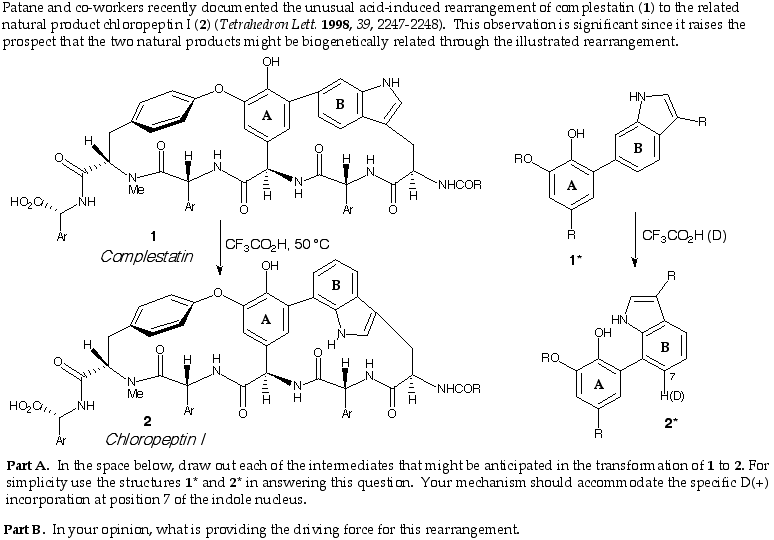 Patane and co-workers recently documented the unusual acid-induced rearrangement of complestatin (1) to the related
natural product chloropeptin I (2) (Tetrahedron Lett. 1998, 39, 2247-2248). This observation is significant since it raises the
prospect that the two natural products might be biogenetically related through the illustrated rearrangement.
OH
O
NH
B
A
H
O
O
H
H
N
O
H
H
N
N
Me
NH
HO2C
Ar
Ar
O
H
N
H
Ar
O
H
NHCOR
1
Complestatin
CF3CO2H, 50 °C
OH
O
B
A
N
H
H
O
O
H
H
N
O
H
H
N
N
Me
NH
HO2C
Ar
Ar
O
H
N
H
Ar
O
H
NHCOR
2
Chloropeptin I
HN
R
OH
B
RO
A
R
1*
CF3CO2H (D)
R
HN
OH
B
RO
A
7
H(D)
R
2*
Part A. In the space below, draw out each of the intermediates that might be anticipated in the transformation of 1 to 2. For
simplicity use the structures 1* and 2* in answering this question. Your mechanism should accommodate the specific D(+)
incorporation at position 7 of the indole nucleus.
Part B. In your opinion, what is providing the driving force for this rearrangement.